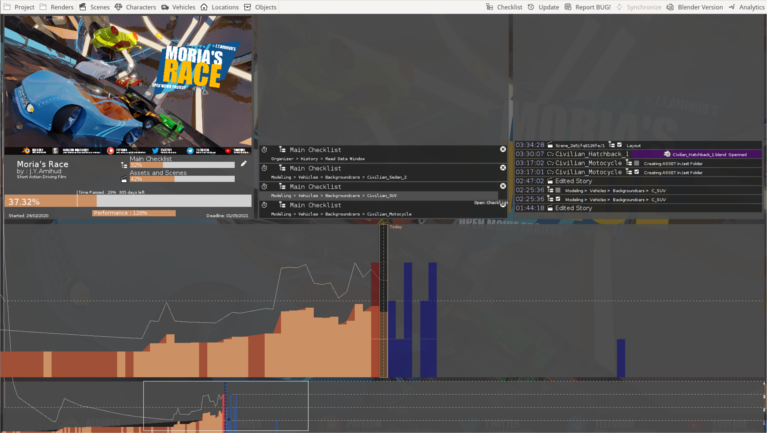 Project Renders Scenes Characters Vehicles Locations Objects
Checklist Update Report BUG! Synchronize Blender Version Analytics
MORIA'S
RACE
Moria's Race
by : J.Y.Amihud
Short Action Driving Film
Main Checklist
Assets and Scenes
37.32%
Time Passed 29% 305 days left
Performance : 128%
Started: 24/02/2020
Deadline: 01/05/2021
Main Checklist
Organizer > History > Read Data Window
Main Checklist
Modeling > Vehicles > Backgroundcars > Civilian_Sedan_2
Main Checklist
Modeling > Vehicles > Backgroundcars > Civilian_SUV
Open Checklist
Main Checklist
Modeling > Vehicles > Backgroundcars > Civilian_Motocycle
03:34:28 Layout
03:30:07 Civilian_Hatchback_1 Civilian_Hatchback_1.blend Openned
03:17:02 Civilian_Motocycle Creating ASSET in /ast Folder
03:17:01 Civilian_Motocycle Creating ASSET in /ast Folder
02:47:02 Edited Story
02:25:36 Modeling > Vehicles > Backgroundcars > C_SUV
02:25:36 Modeling > Vehicles > Backgroundcars > C_SUV
01:44:18 Edited Story
Today